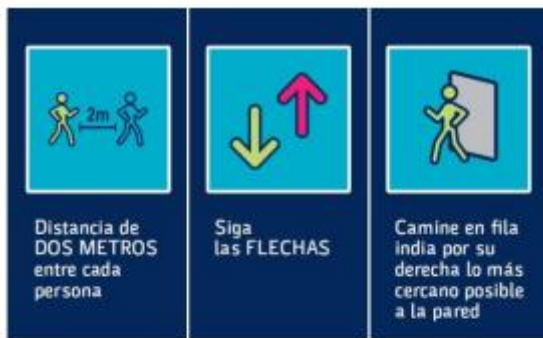 2m
Distancia de
DOS METROS
entre cada
persona
Siga
las FLECHAS
Camine en fila
india por su
derecha lo más
cercano posible
a la pared